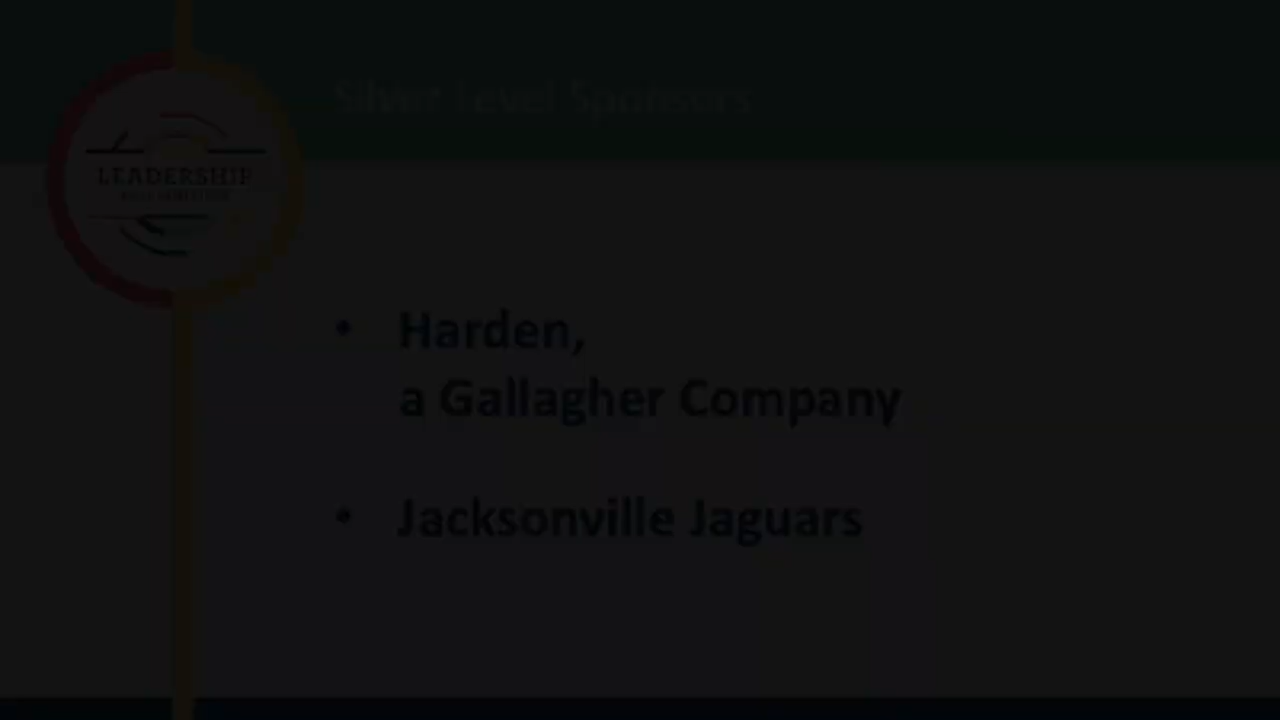 Silver Level Sponsors
LEADERSHIP
• Harden,
a Gallagher Company
• Jacksonville Jaguars